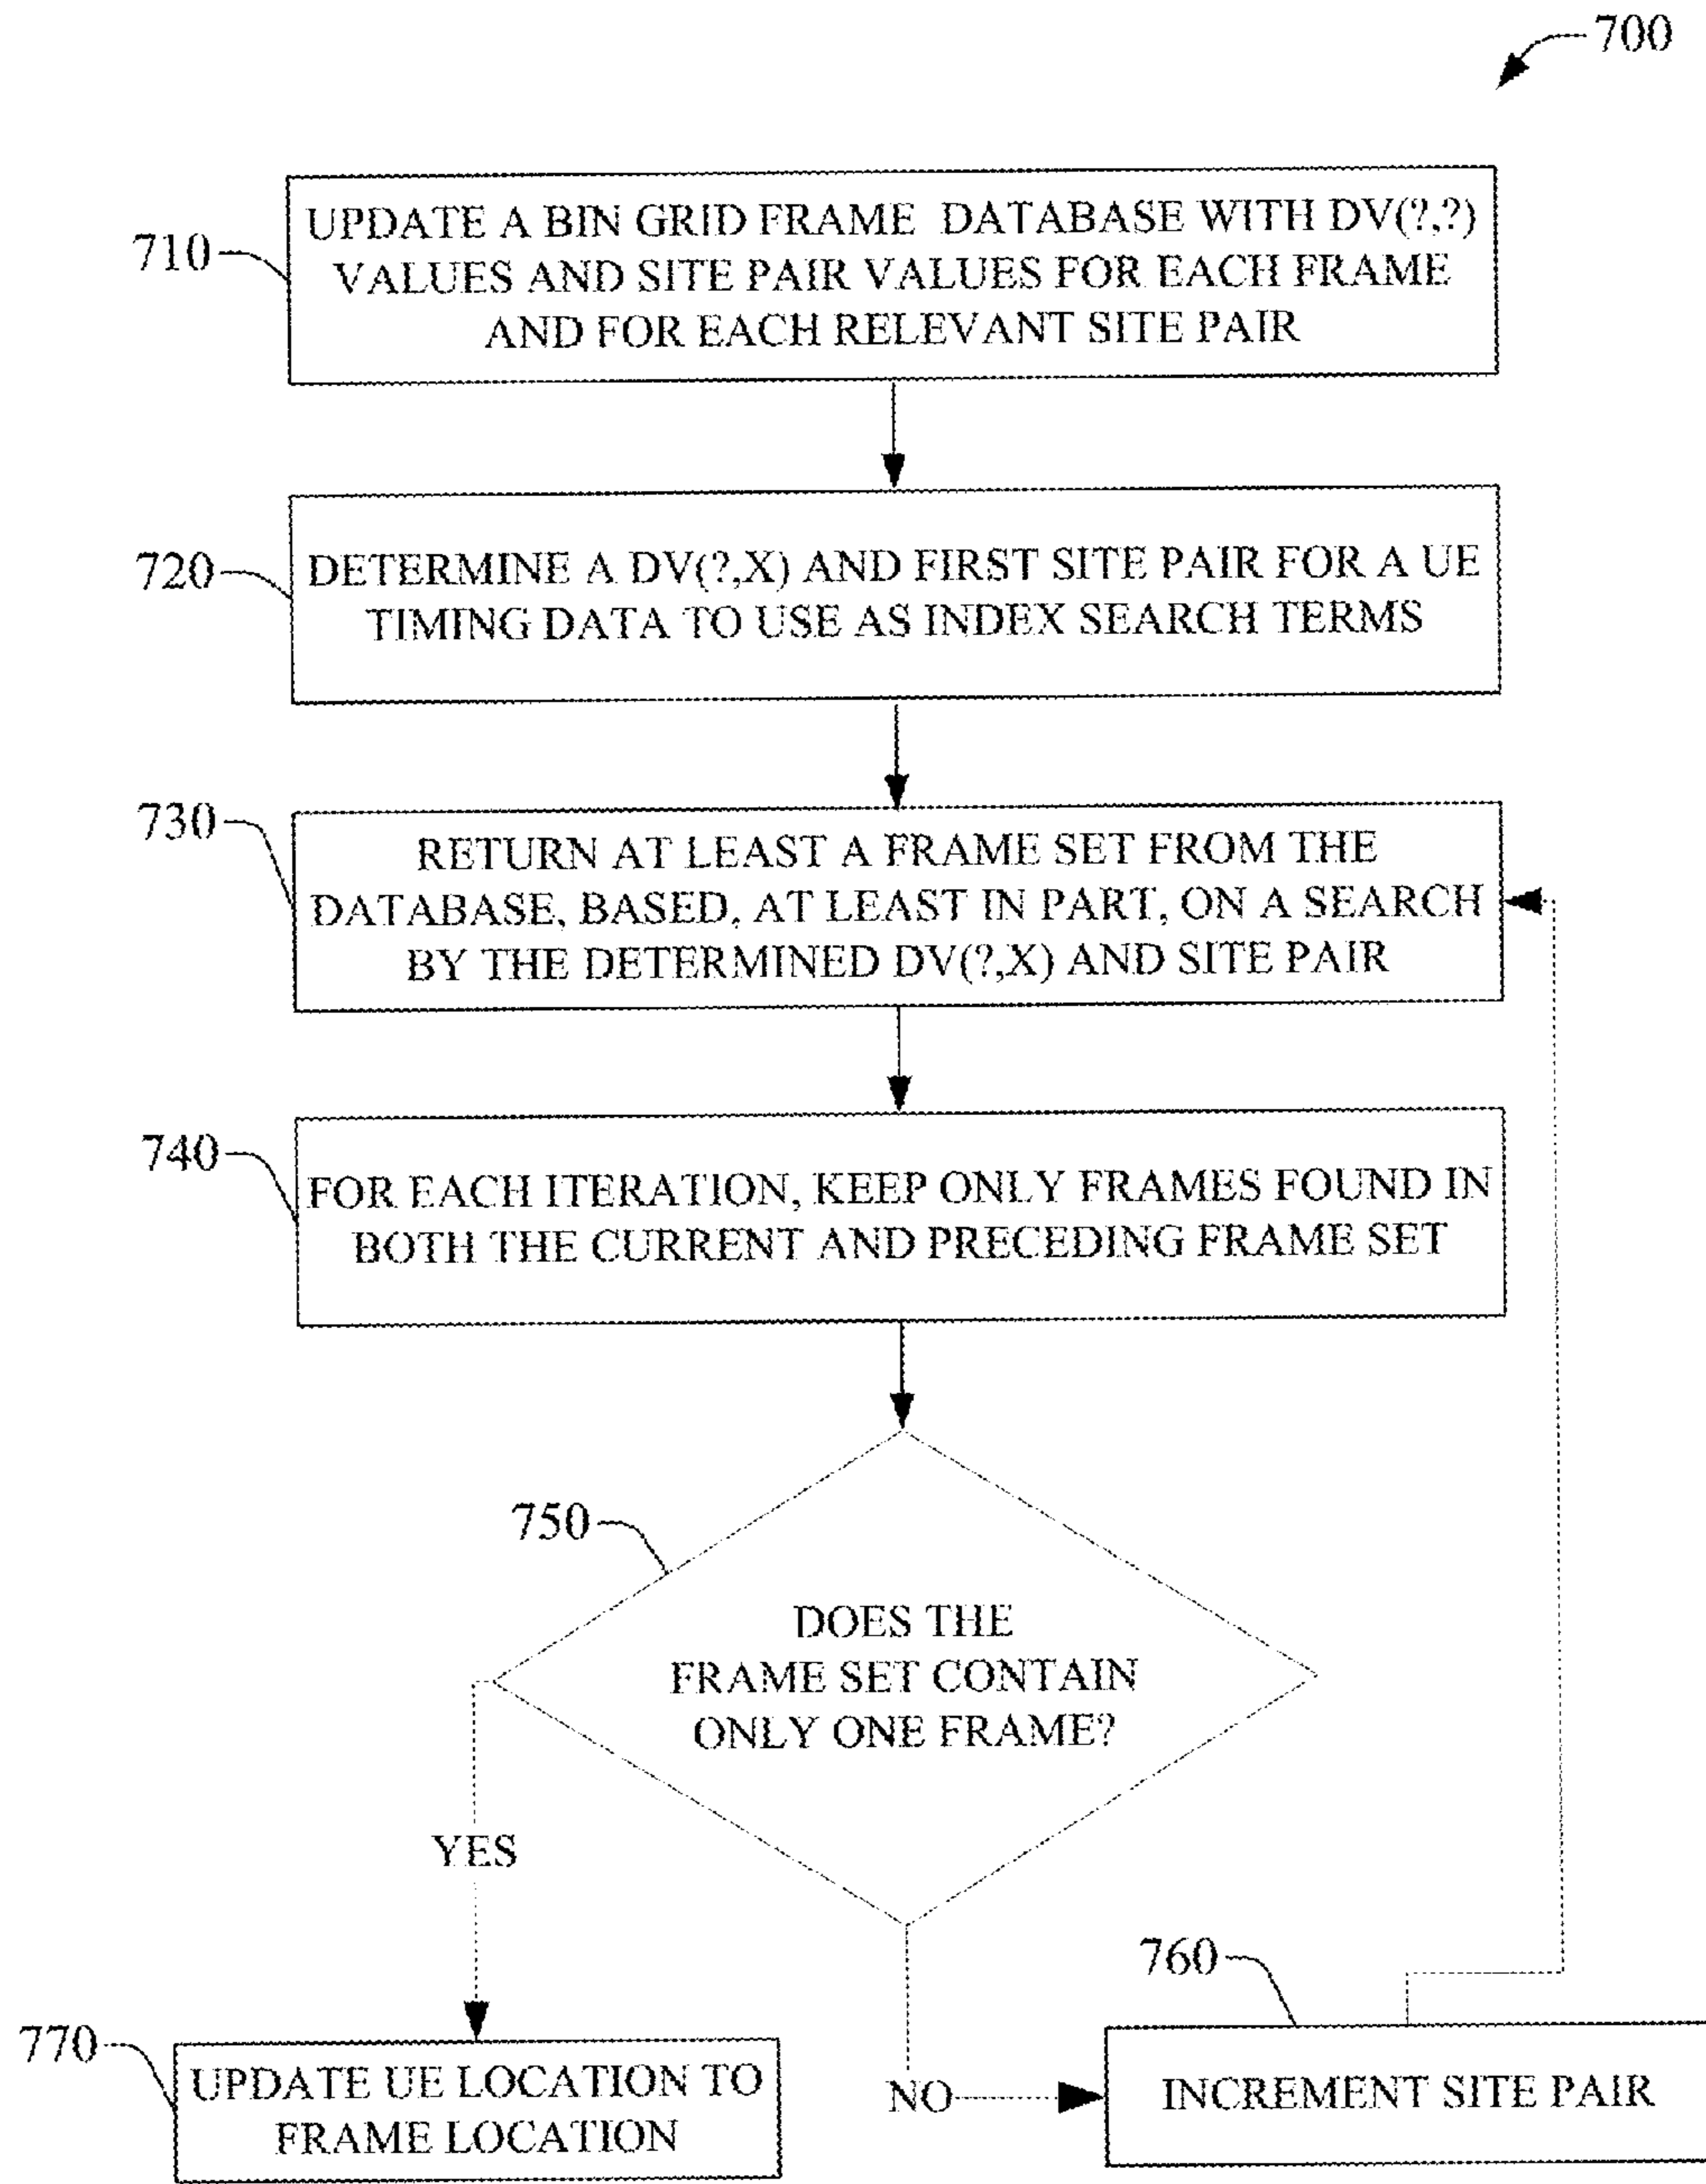 700
710
UPDATE A BIN GRID FRAME DATABASE WITH DV(?,?)
VALUES AND SITE PAIR VALUES FOR EACH FRAME
AND FOR EACH RELEVANT SITE PAIR
720
DETERMINE A DV(?,X) AND FIRST SITE PAIR FOR A UE
TIMING DATA TO USE AS INDEX SEARCH TERMS
730
RETURN AT LEAST A FRAME SET FROM THE
DATABASE, BASED, AT LEAST IN PART, ON A SEARCH
BY THE DETERMINED DV(?,X) AND SITE PAIR
740
FOR EACH ITERATION, KEEP ONLY FRAMES FOUND IN
BOTH THE CURRENT AND PRECEDING FRAME SET
750
DOES THE
FRAME SET CONTAIN
ONLY ONE FRAME?
YES
NO
760
INCREMENT SITE PAIR
770
UPDATE UE LOCATION TO
FRAME LOCATION